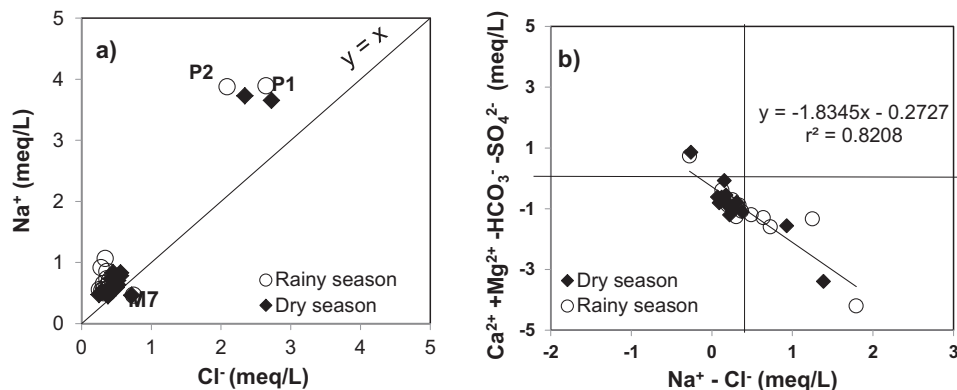 a)
Na⁺ (meq/L)
5
4
3
2
1
0
P2
P1
y = x
M7
Rainy season
Dry season
0 1 2 3 4 5
Cl⁻ (meq/L)
b)
Ca²⁺ +Mg²⁺ -HCO₃⁻ -SO₄²⁻ (meq/L)
5
3
1
-1
-3
-5
y = -1.8345x - 0.2727
r² = 0.8208
Dry season
Rainy season
-2 -1 0 1 2 3
Na⁺ - Cl⁻ (meq/L)